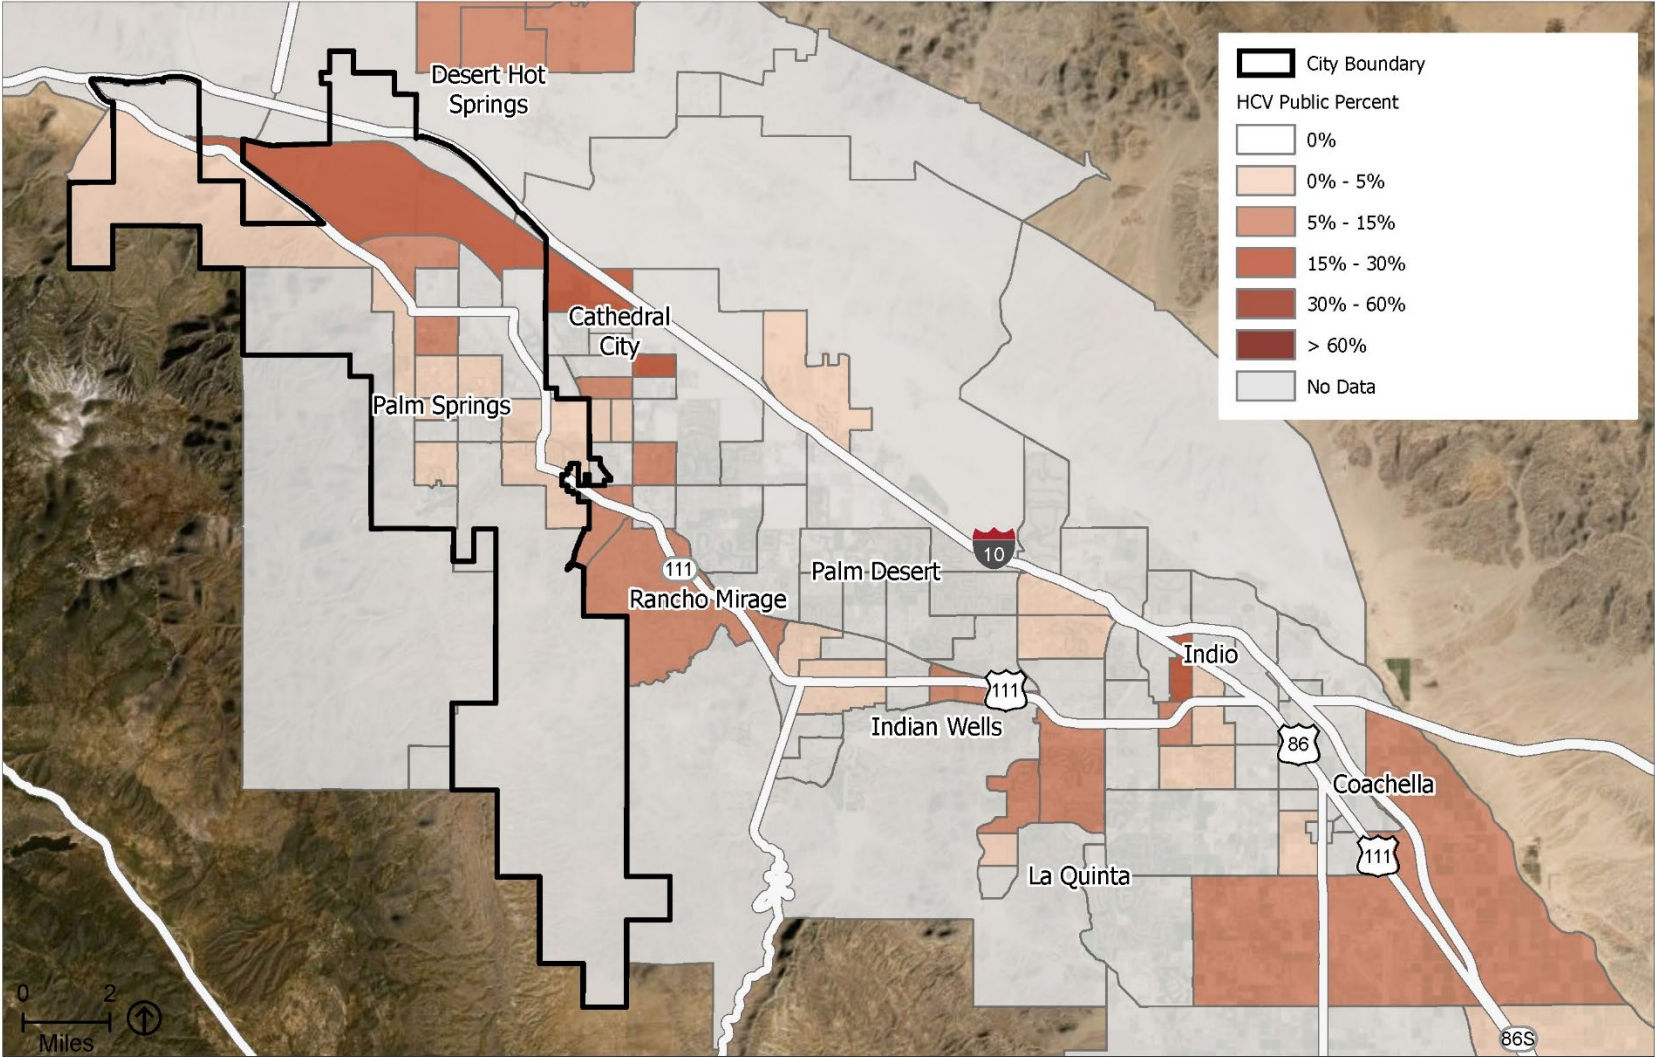 Desert Hot
Springs
City Boundary
HCV Public Percent
0%
0% - 5%
5% - 15%
15% - 30%
30% - 60%
> 60%
No Data
Cathedral
City
Palm Springs
10
111
Palm Desert
Rancho Mirage
Indio
111
Indian Wells
86
Coachella
111
La Quinta
0 2
Miles
86S